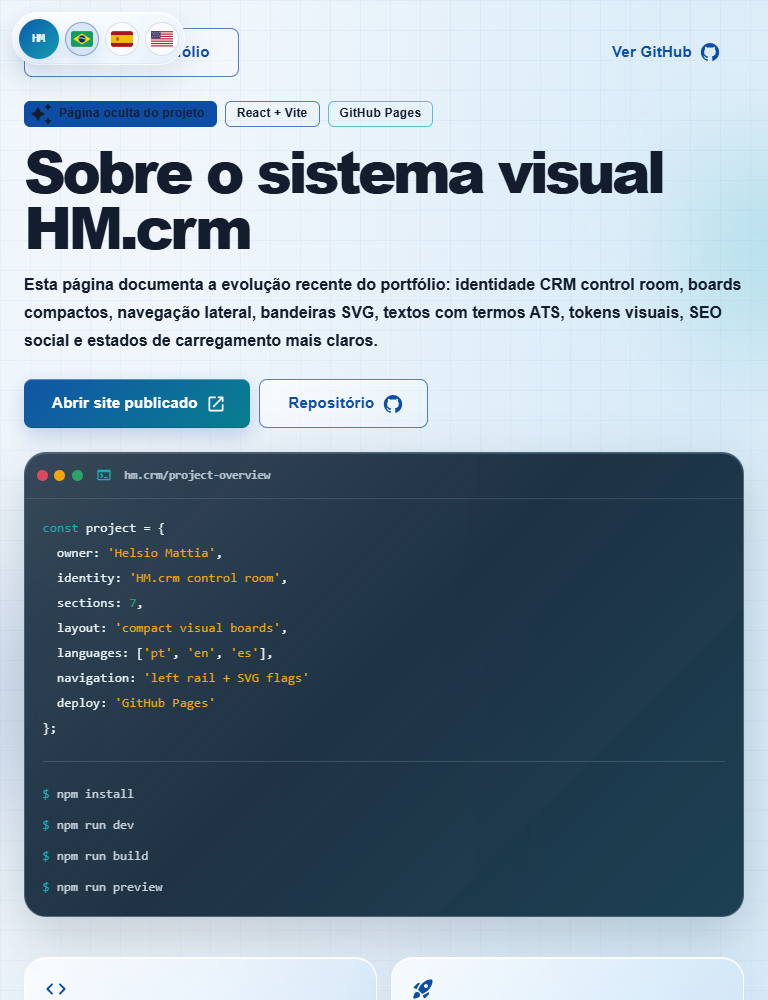 HM
Ver GitHub
Página oculta do projeto
React + Vite
GitHub Pages
Sobre o sistema visual
HM.crm
Esta página documenta a evolução recente do portfólio: identidade CRM control room, boards
compactos, navegação lateral, bandeiras SVG, textos com termos ATS, tokens visuais, SEO
social e estados de carregamento mais claros.
Abrir site publicado
Repositório
hm.crm/project-overview
const project = {
owner: 'Helsio Mattia',
identity: 'HM.crm control room',
sections: 7,
layout: 'compact visual boards',
languages: ['pt', 'en', 'es'],
navigation: 'left rail + SVG flags'
deploy: 'GitHub Pages'
};
$ npm install
$ npm run dev
$ npm run build
$ npm run preview